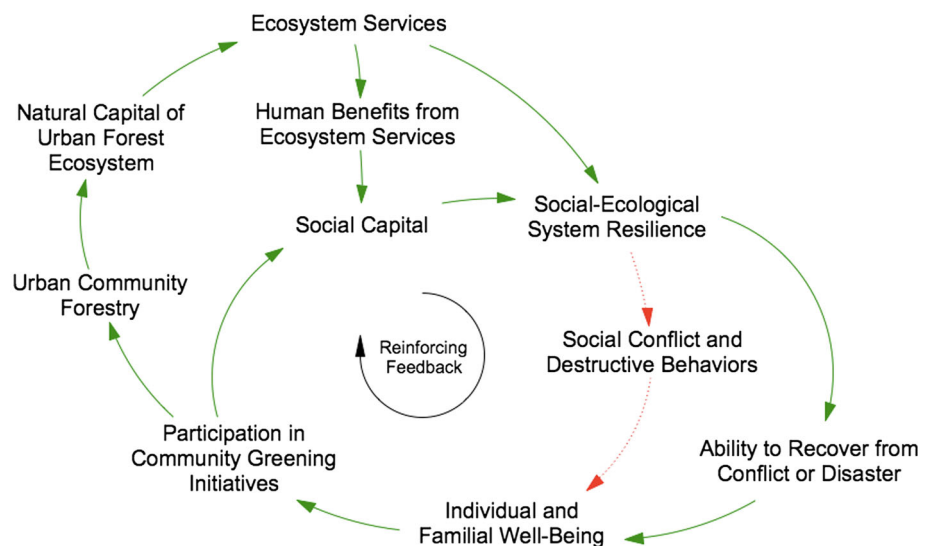 Ecosystem Services
Natural Capital of
Urban Forest
Ecosystem
Human Benefits from
Ecosystem Services
Social Capital
Social-Ecological
System Resilience
Urban Community
Forestry
Reinforcing
Feedback
Social Conflict and
Destructive Behaviors
Participation in
Community Greening
Initiatives
Ability to Recover from
Conflict or Disaster
Individual and
Familial Well-Being